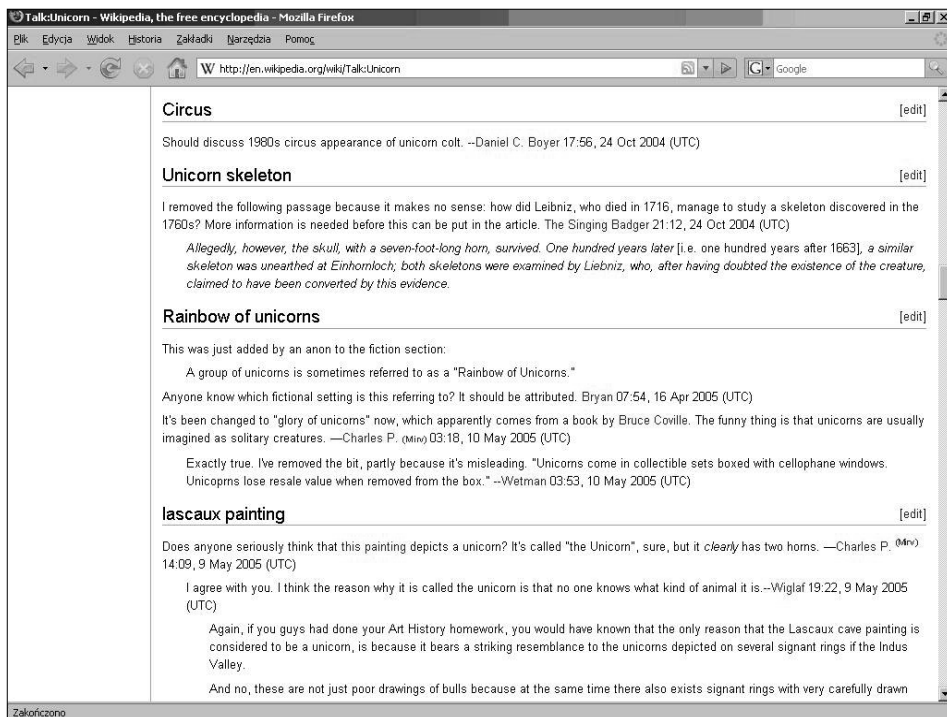 Talk:Unicorn - Wikipedia, the free encyclopedia - Mozilla Firefox
Plik Edycja Widok Historia Zakładki Narzędzia Pomoc
W http://en.wikipedia.org/wiki/Talk:Unicorn G Google
Circus [edit]
Should discuss 1980s circus appearance of unicorn colt. --Daniel C. Boyer 17:56, 24 Oct 2004 (UTC)
Unicorn skeleton [edit]
I removed the following passage because it makes no sense: how did Leibniz, who died in 1716, manage to study a skeleton discovered in the
1760s? More information is needed before this can be put in the article. The Singing Badger 21:12, 24 Oct 2004 (UTC)
Allegedly, however, the skull, with a seven-foot-long horn, survived. One hundred years later [i.e. one hundred years after 1663], a similar
skeleton was unearthed at Einhornloch; both skeletons were examined by Liebniz, who, after having doubted the existence of the creature,
claimed to have been converted by this evidence.
Rainbow of unicorns [edit]
This was just added by an anon to the fiction section:
A group of unicorns is sometimes referred to as a "Rainbow of Unicorns."
Anyone know which fictional setting is this referring to? It should be attributed. Bryan 07:54, 16 Apr 2005 (UTC)
It's been changed to "glory of unicorns" now, which apparently comes from a book by Bruce Coville. The funny thing is that unicorns are usually
imagined as solitary creatures. —Charles P. (Mirv) 03:18, 10 May 2005 (UTC)
Exactly true. I've removed the bit, partly because it's misleading. "Unicorns come in collectible sets boxed with cellophane windows.
Unicoprns lose resale value when removed from the box." --Wetman 03:53, 10 May 2005 (UTC)
lascaux painting [edit]
Does anyone seriously think that this painting depicts a unicorn? It's called "the Unicorn", sure, but it clearly has two horns. —Charles P. (Mirv)
14:09, 9 May 2005 (UTC)
I agree with you. I think the reason why it is called the unicorn is that no one knows what kind of animal it is.--Wiglaf 19:22, 9 May 2005
(UTC)
Again, if you guys had done your Art History homework, you would have known that the only reason that the Lascaux cave painting is
considered to be a unicorn, is because it bears a striking resemblance to the unicorns depicted on several signant rings if the Indus
Valley.
And no, these are not just poor drawings of bulls because at the same time there also exists signant rings with very carefully drawn
Zakończono